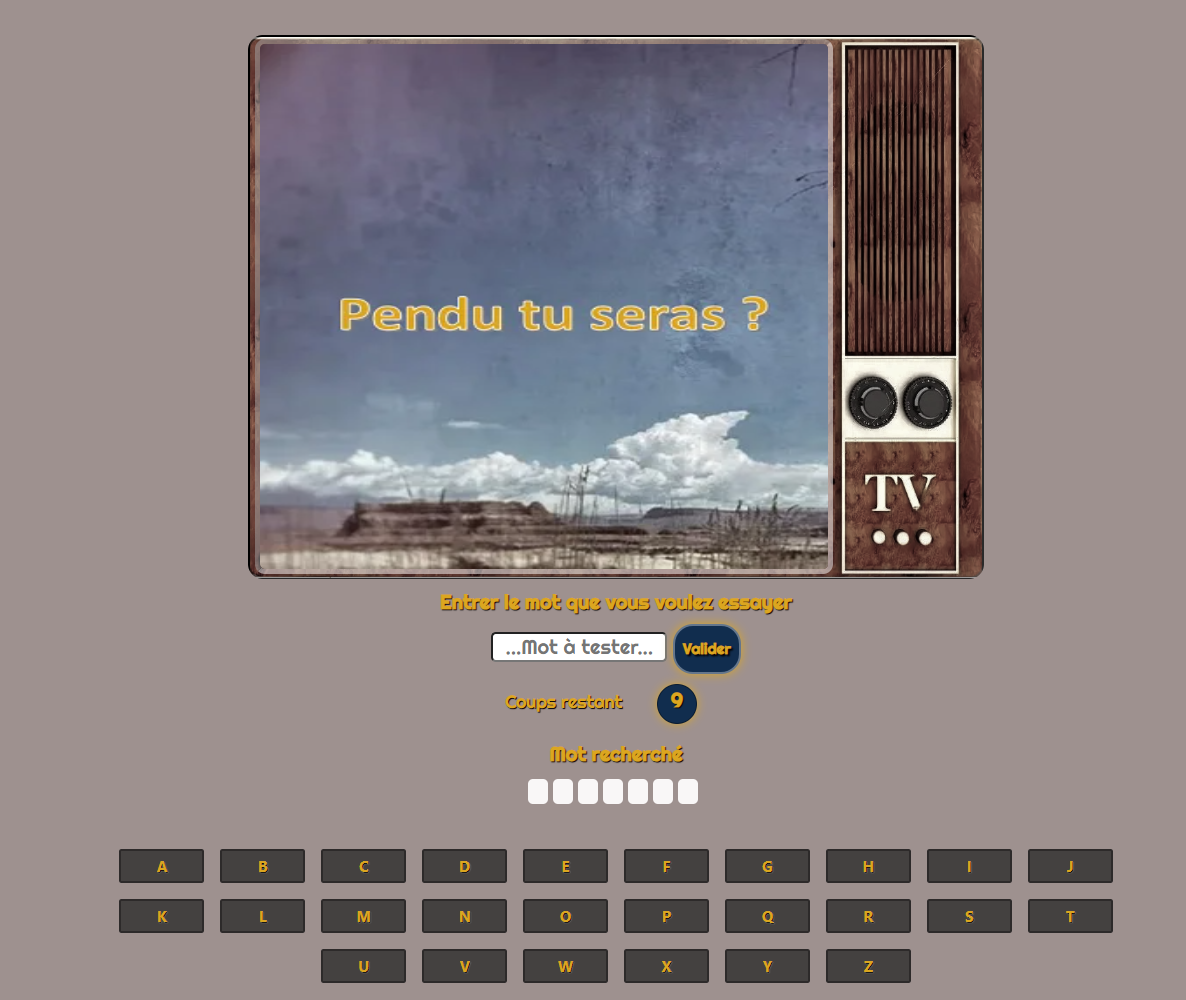 Pendu tu seras ?
TV
Entrer le mot que vous voulez essayer
...Mot à tester... Valider
Coups restant 9
Mot recherché
A B C D E F G H I J
K L M N O P Q R S T
U V W X Y Z